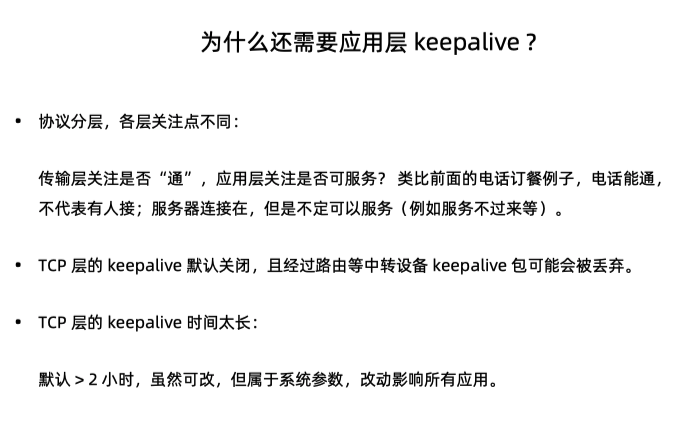 为什么还需要应用层 keepalive ?
• 协议分层，各层关注点不同：
传输层关注是否“通”，应用层关注是否可服务？ 类比前面的电话订餐例子，电话能通，
不代表有人接；服务器连接在，但是不定可以服务（例如服务不过来等）。
• TCP 层的 keepalive 默认关闭，且经过路由等中转设备 keepalive 包可能会被丢弃。
• TCP 层的 keepalive 时间太长：
默认 > 2 小时，虽然可改，但属于系统参数，改动影响所有应用。